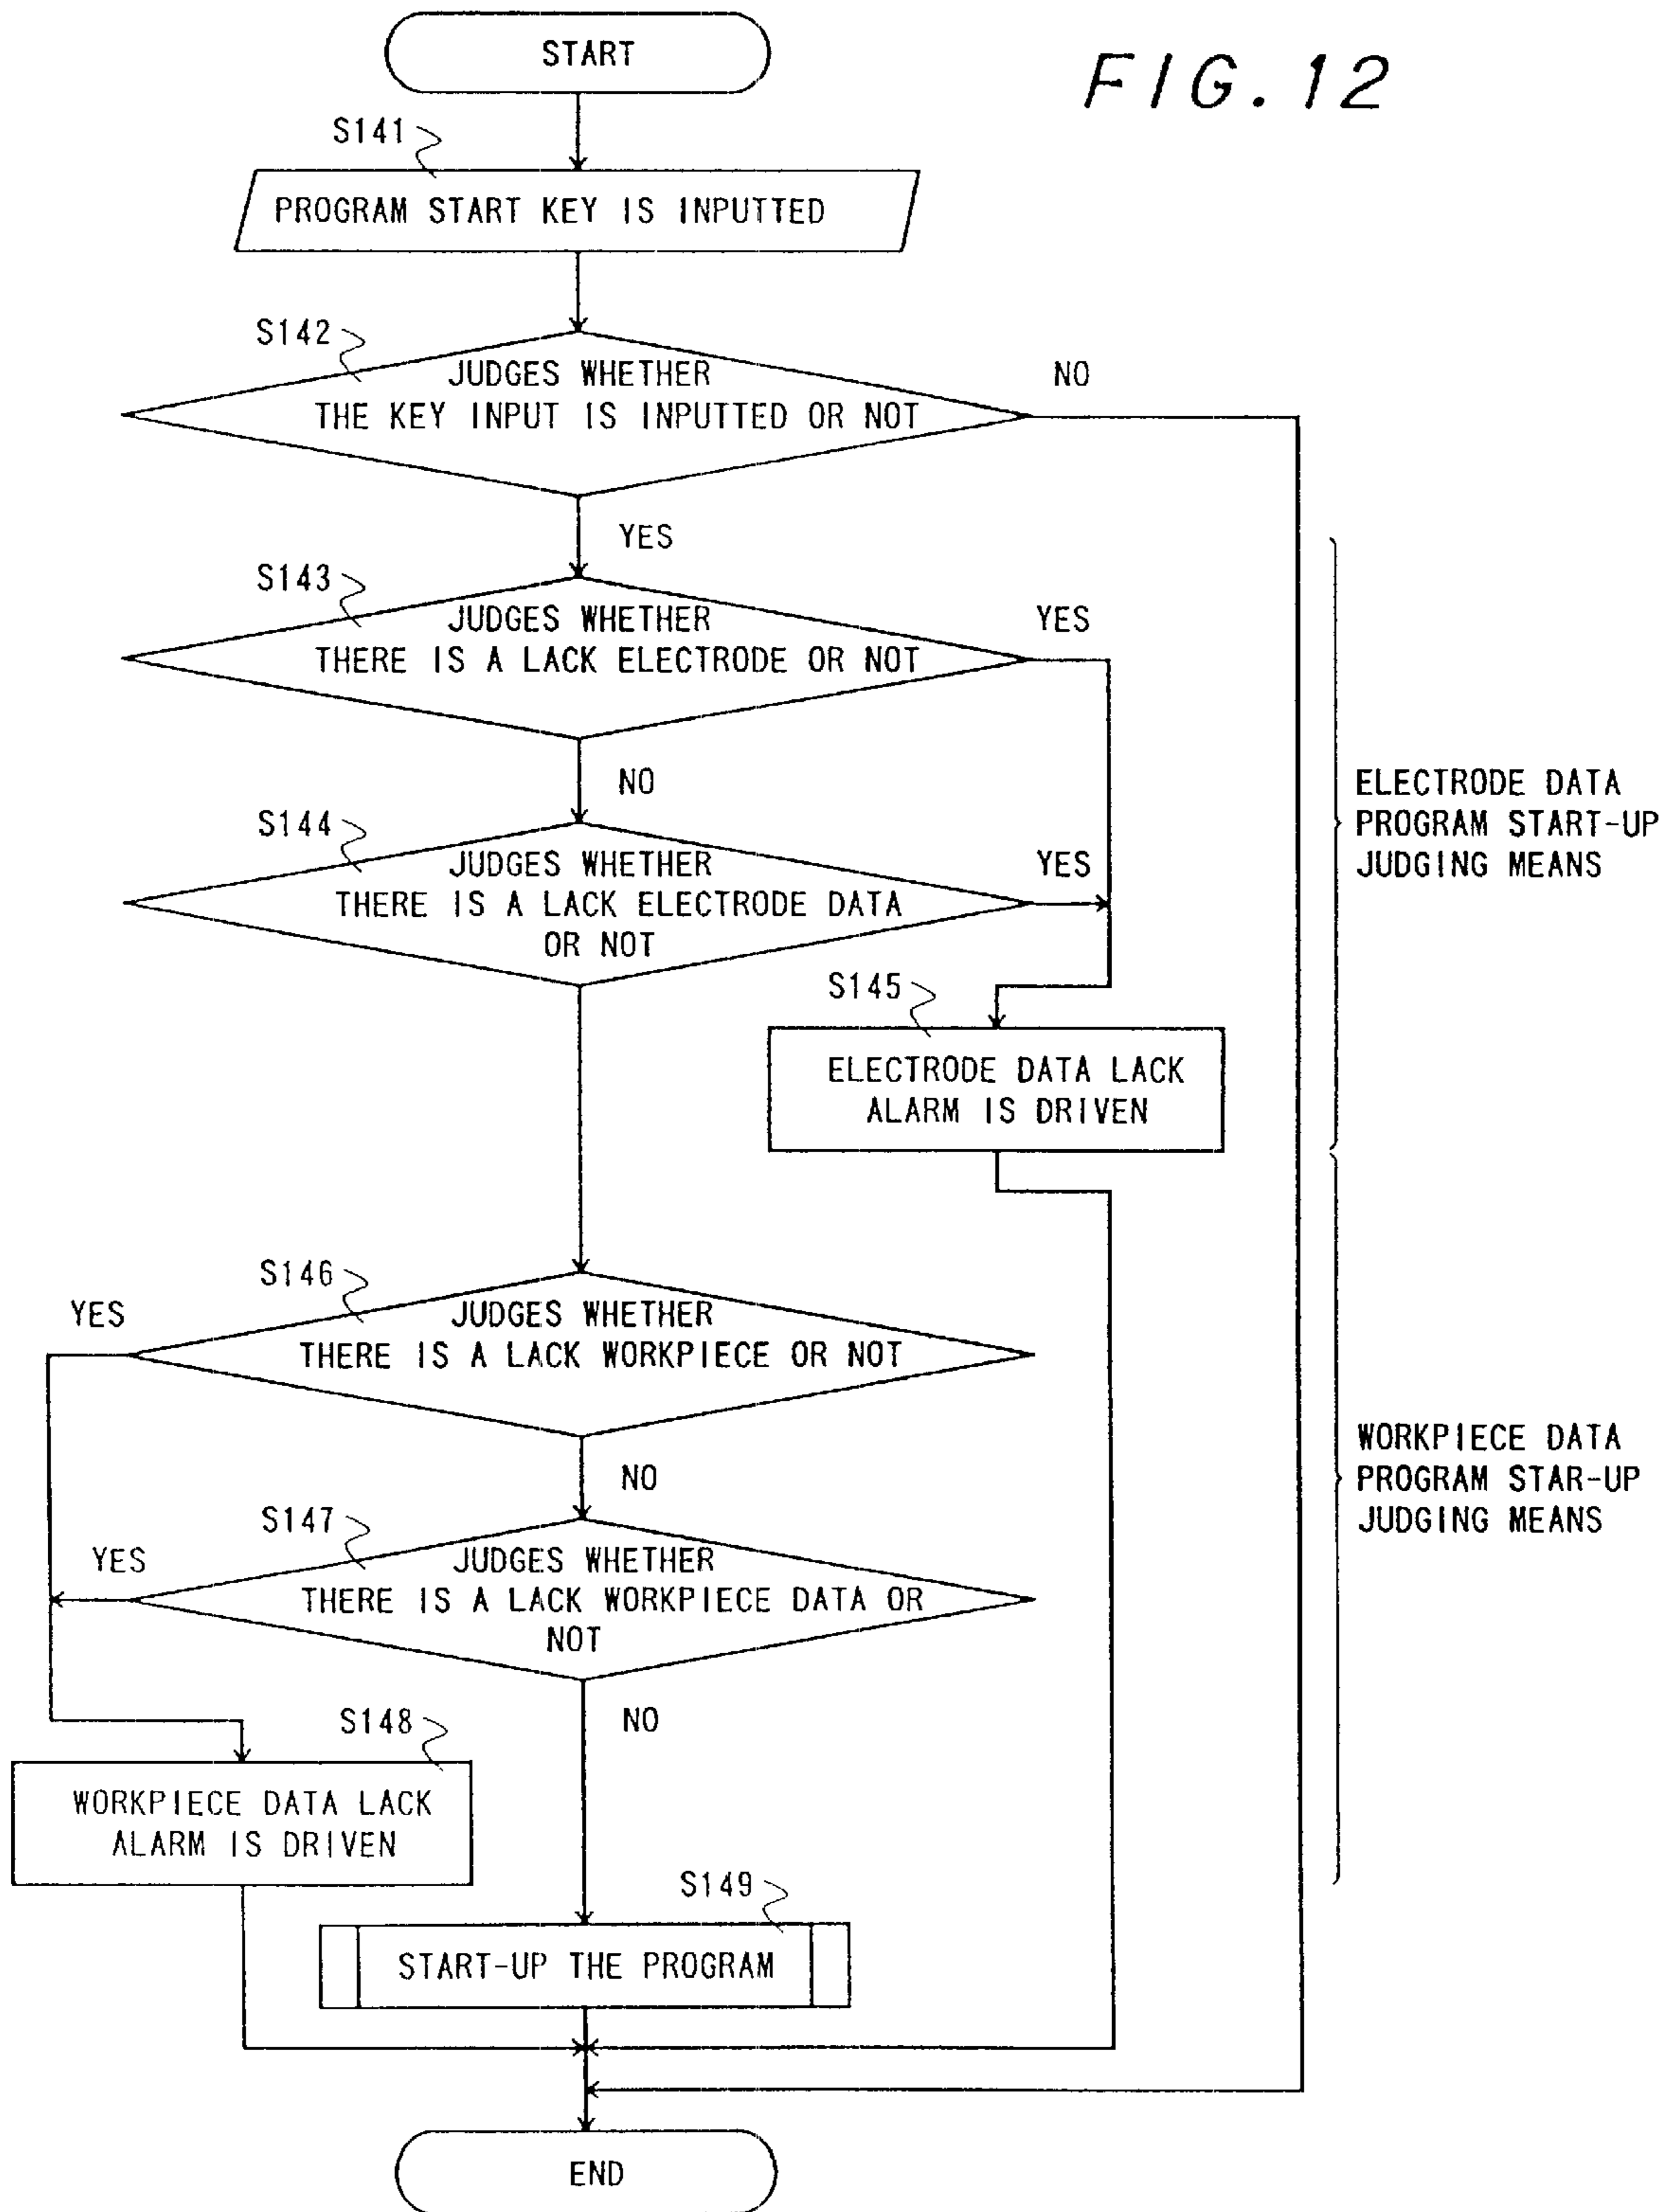 START
FIG.12
S141
PROGRAM START KEY IS INPUTTED
S142
JUDGES WHETHER
THE KEY INPUT IS INPUTTED OR NOT
NO
YES
S143
JUDGES WHETHER
THERE IS A LACK ELECTRODE OR NOT
YES
NO
S144
JUDGES WHETHER
THERE IS A LACK ELECTRODE DATA
OR NOT
YES
ELECTRODE DATA
PROGRAM START-UP
JUDGING MEANS
S145
ELECTRODE DATA LACK
ALARM IS DRIVEN
S146
JUDGES WHETHER
THERE IS A LACK WORKPIECE OR NOT
YES
NO
WORKPIECE DATA
PROGRAM STAR-UP
JUDGING MEANS
S147
JUDGES WHETHER
THERE IS A LACK WORKPIECE DATA OR
NOT
YES
NO
S148
WORKPIECE DATA LACK
ALARM IS DRIVEN
S149
START-UP THE PROGRAM
END